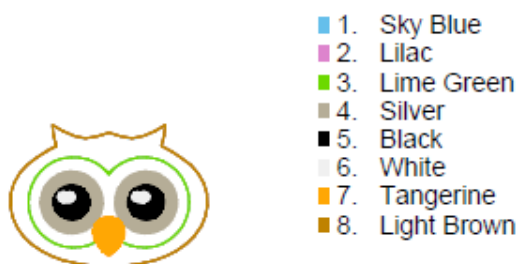 1. Sky Blue
2. Lilac
3. Lime Green
4. Silver
5. Black
6. White
7. Tangerine
8. Light Brown